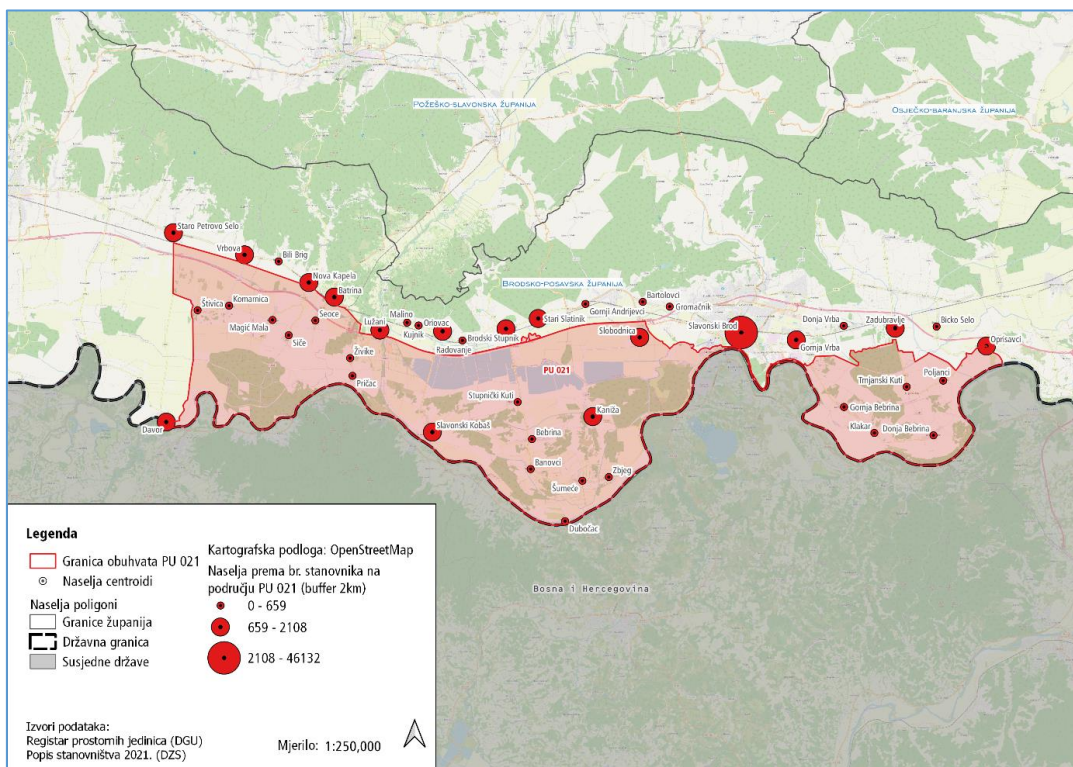 Požeško-slavonska županija
Osječko-baranjska županija
Staro Petrovo Selo
Vrbova
Bili Brig
Nova Kapela
Batrina
Brodsko-posavska županija
Bartolovci
Gromačnik
Gornji Andrijevci
Stari Slatinik
Štivica
Komarnica
Magić Mala
Seoce
Siče
Lužani
Malino
Kujnik
Oriovac
Radovanje
Brodski Stupnik
Slobodnica
Slavonski Brod
Gornja Vrba
Donja Vrba
Zadubravlje
Bicko Selo
Oprisavci
Živike
Pričac
PU 021
Stupnički Kuti
Kaniža
Trnjanski Kuti
Poljanci
Gornja Bebrina
Klakar
Donja Bebrina
Davor
Slavonski Kobaš
Bebrina
Banovci
Šumeće
Zbjeg
Dubočac
Bosna i Hercegovina
Legenda
Granica obuhvata PU 021
Naselja centroidi
Naselja poligoni
Granice županija
Državna granica
Susjedne države
Kartografska podloga: OpenStreetMap
Naselja prema br. stanovnika na
području PU 021 (buffer 2km)
0 - 659
659 - 2108
2108 - 46132
Izvori podataka:
Registar prostornih jedinica (DGU)
Popis stanovništva 2021. (DZS)
Mjerilo: 1:250,000